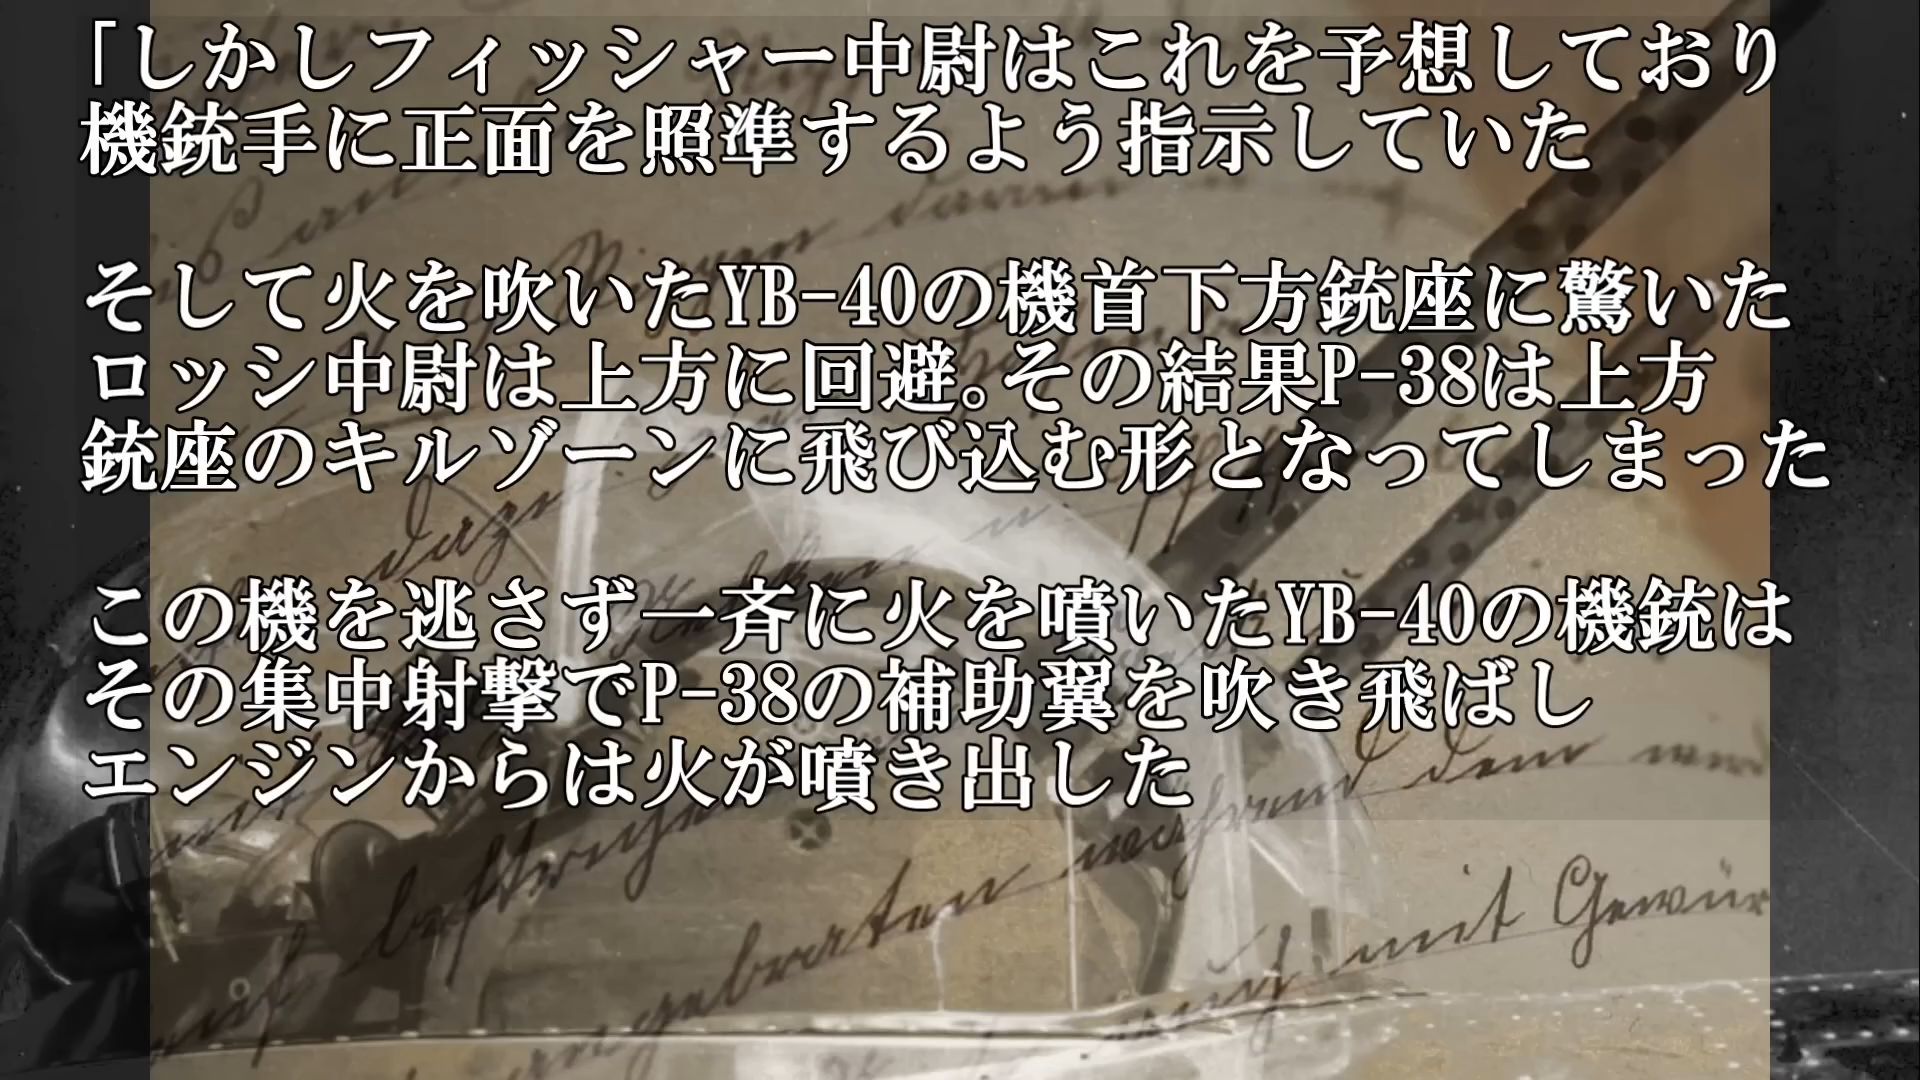 「しかしフィッシャー中尉はこれを予想しており
機銃手に正面を照準するよう指示していた
そして火を吹いたYB-40の機首下方銃座に驚いた
ロッシ中尉は上方に回避。その結果P-38は上方
銃座のキルゾーンに飛び込む形となってしまった
この機を逃さず一斉に火を噴いたYB-40の機銃は
その集中射撃でP-38の補助翼を吹き飛ばし
エンジンからは火が噴き出した
mit Gewür